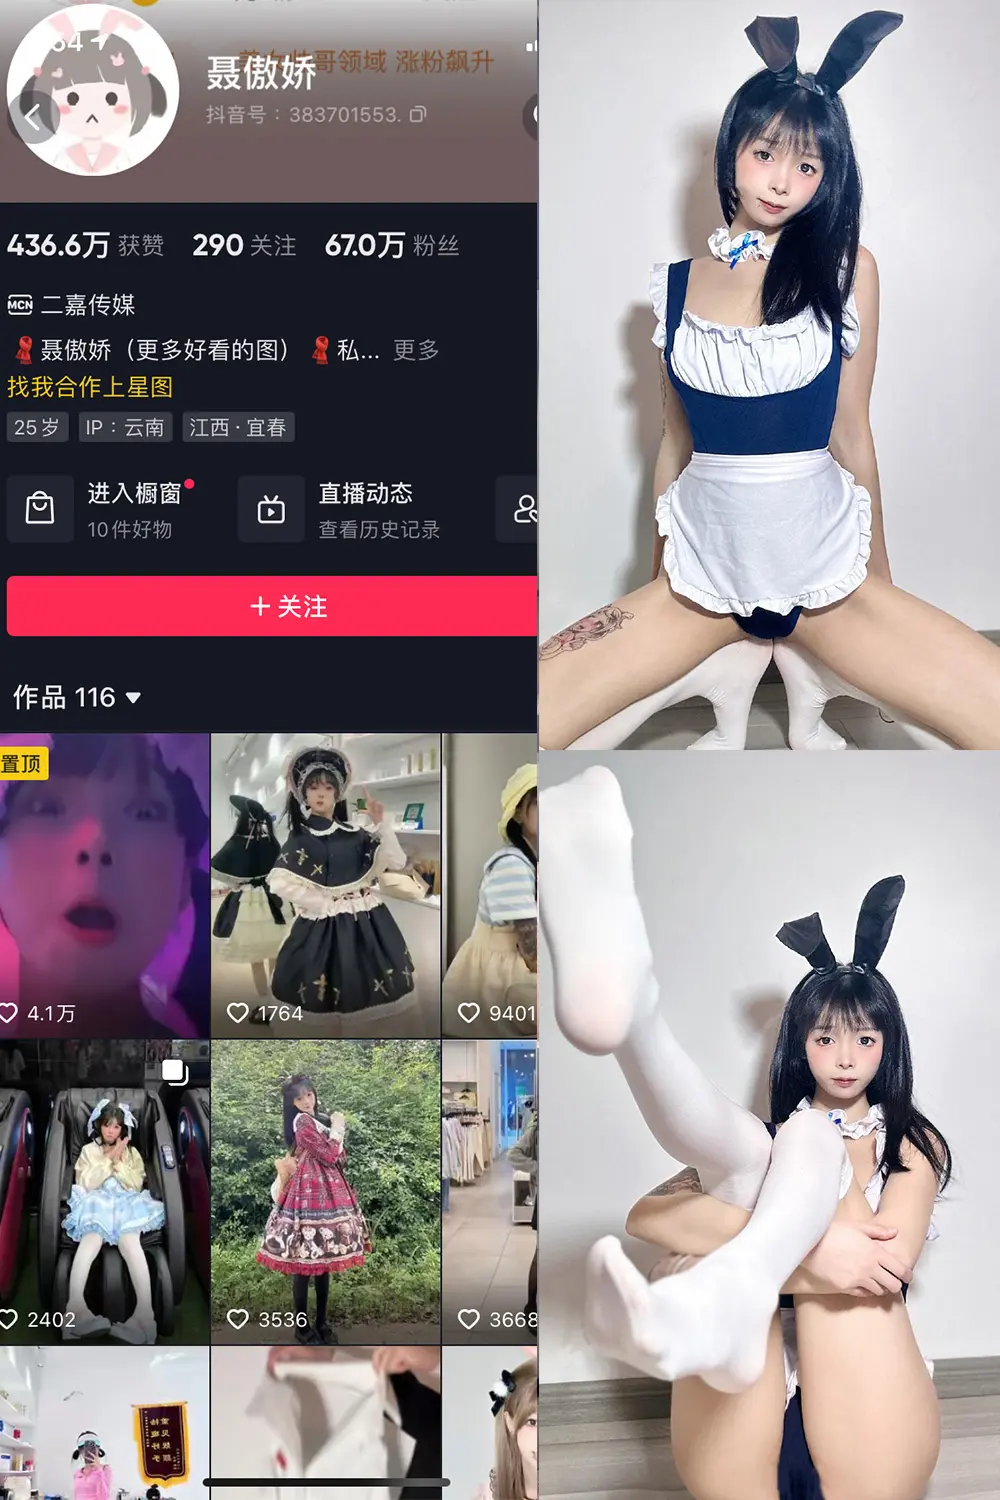 54
美女帅哥领域 涨粉飙升
聂傲娇
抖音号：383701553.
436.6万 获赞 290 关注 67.0万 粉丝
MCN 二嘉传媒
聂傲娇（更多好看的图） 私... 更多
找我合作上星图
25岁 IP：云南 江西·宜春
进入橱窗
10件好物
直播动态
查看历史记录
+ 关注
作品 116
置顶
4.1万 1764 9401
2402 3536 3668